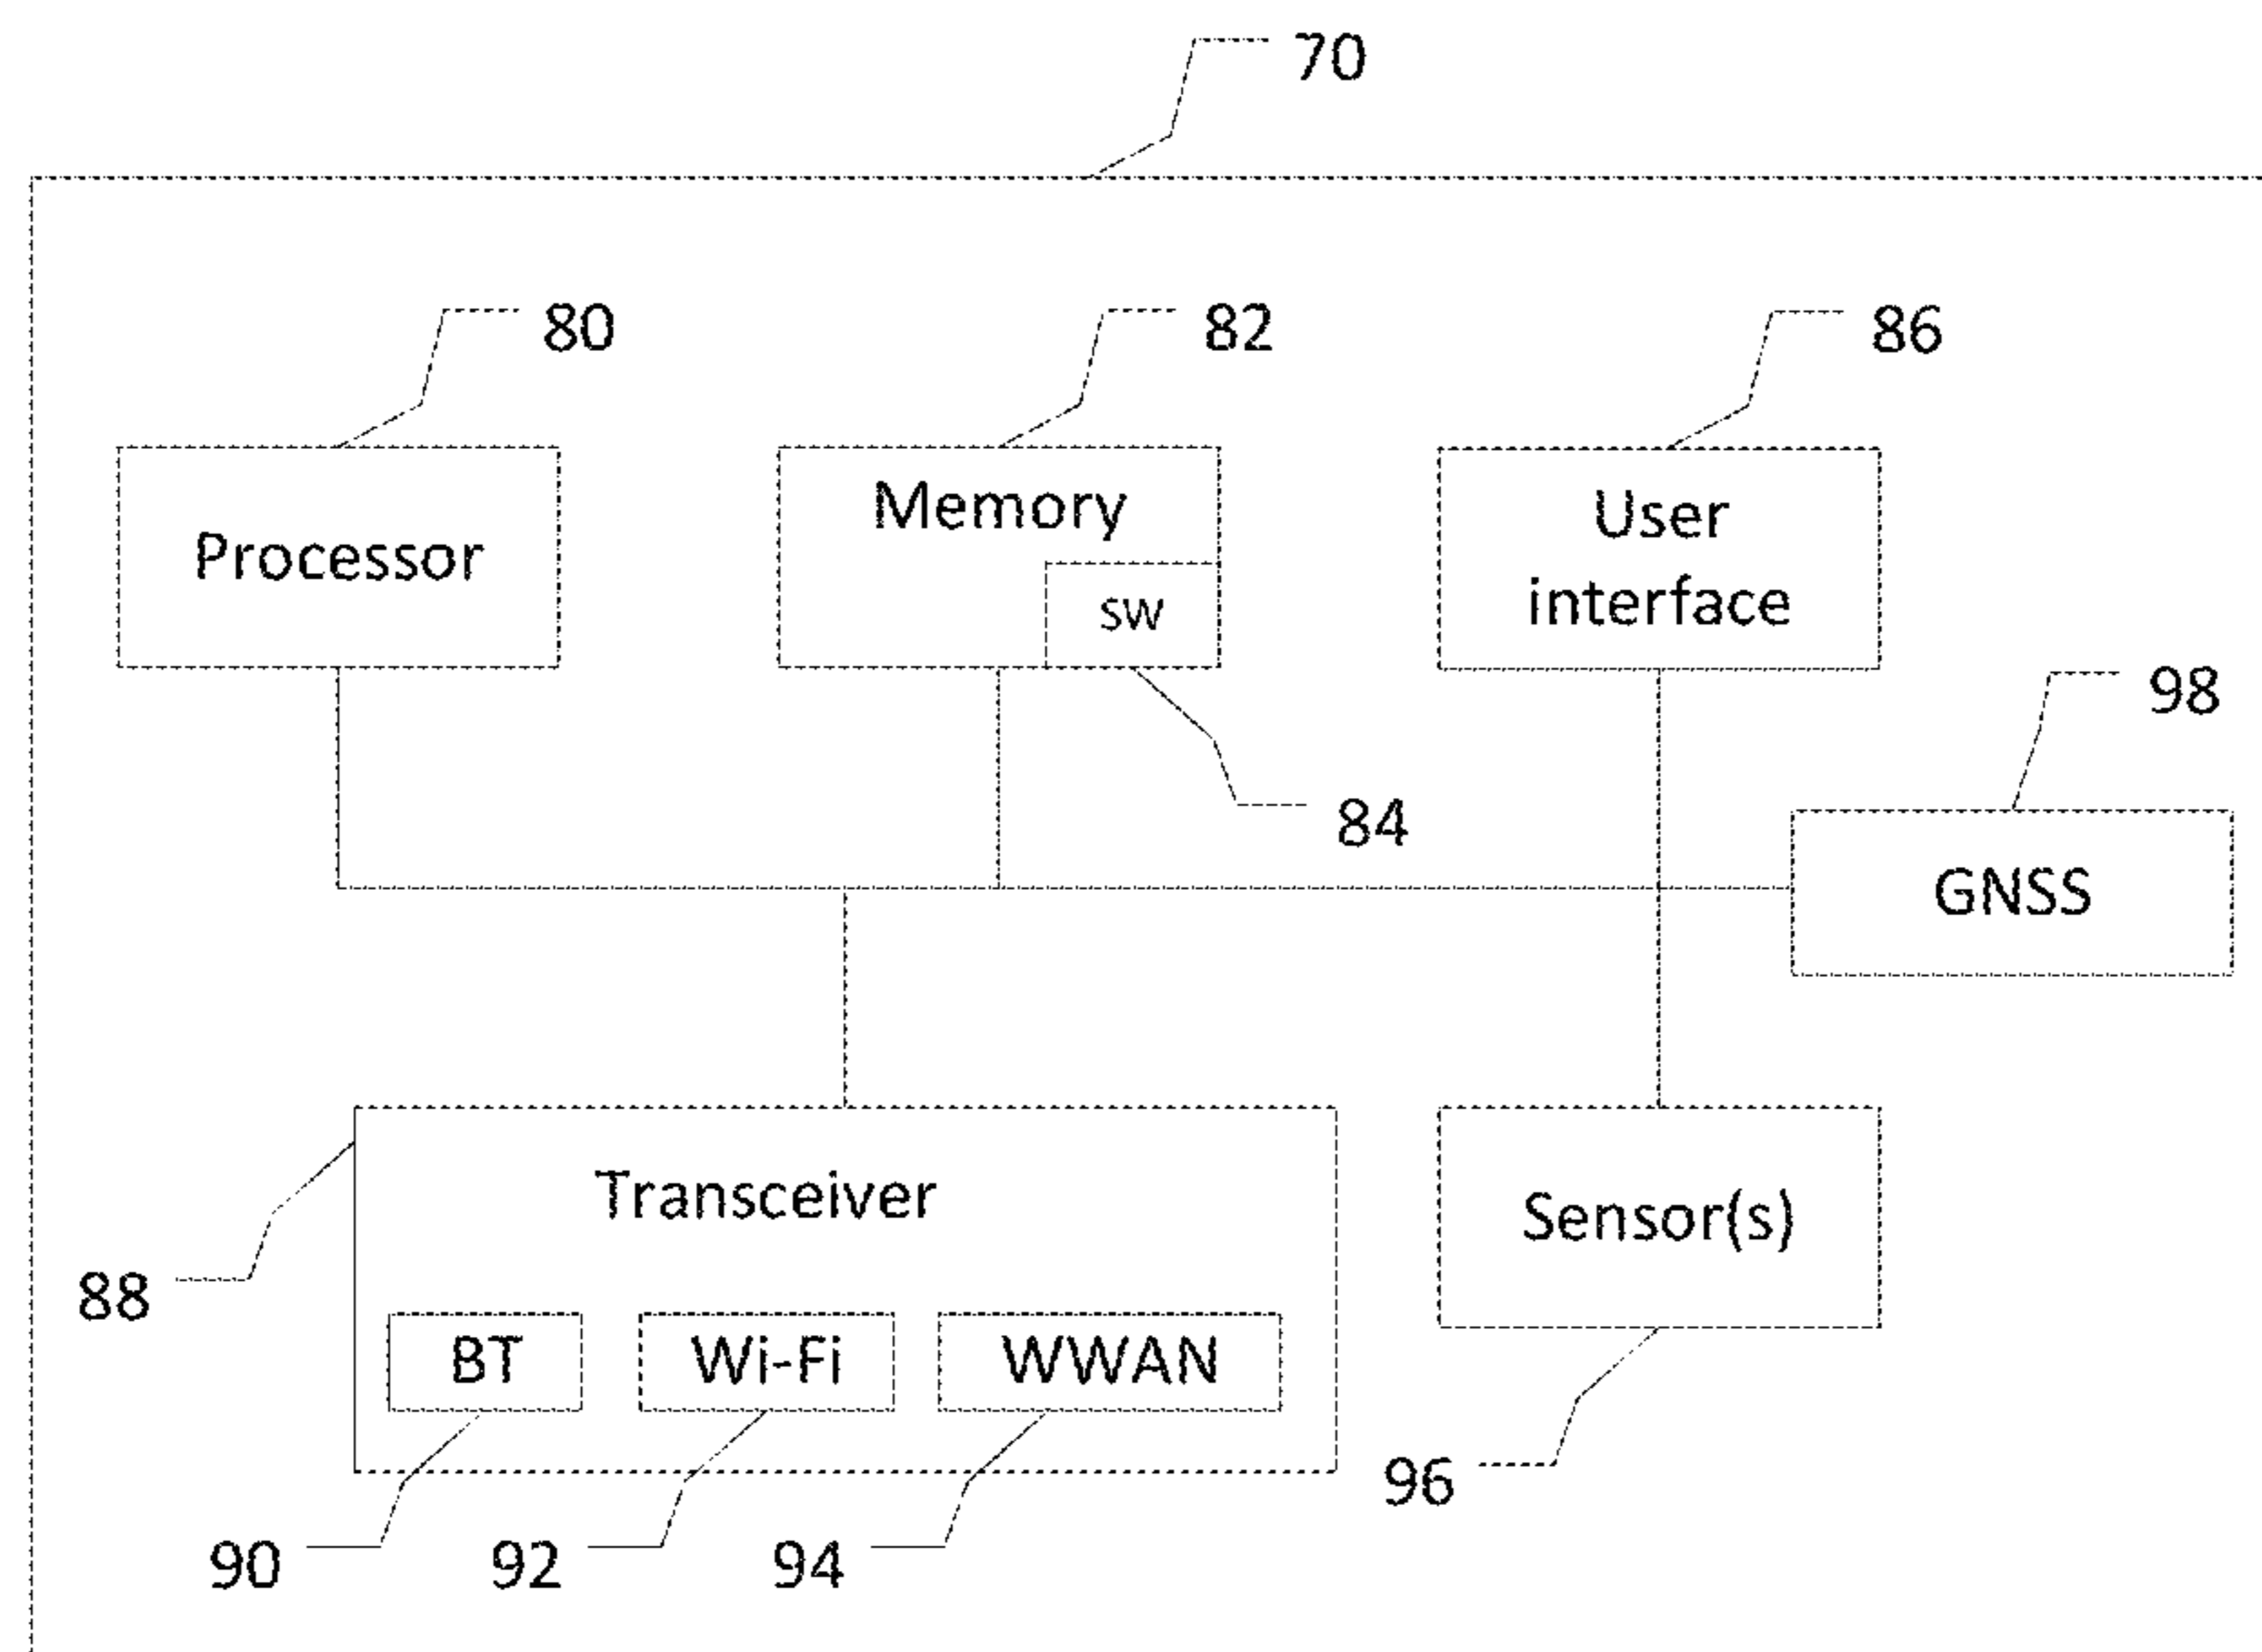 70
80
82
86
Processor
Memory
SW
User
interface
98
84
GNSS
Transceiver
Sensor(s)
88
BT
Wi-Fi
WWAN
96
90
92
94